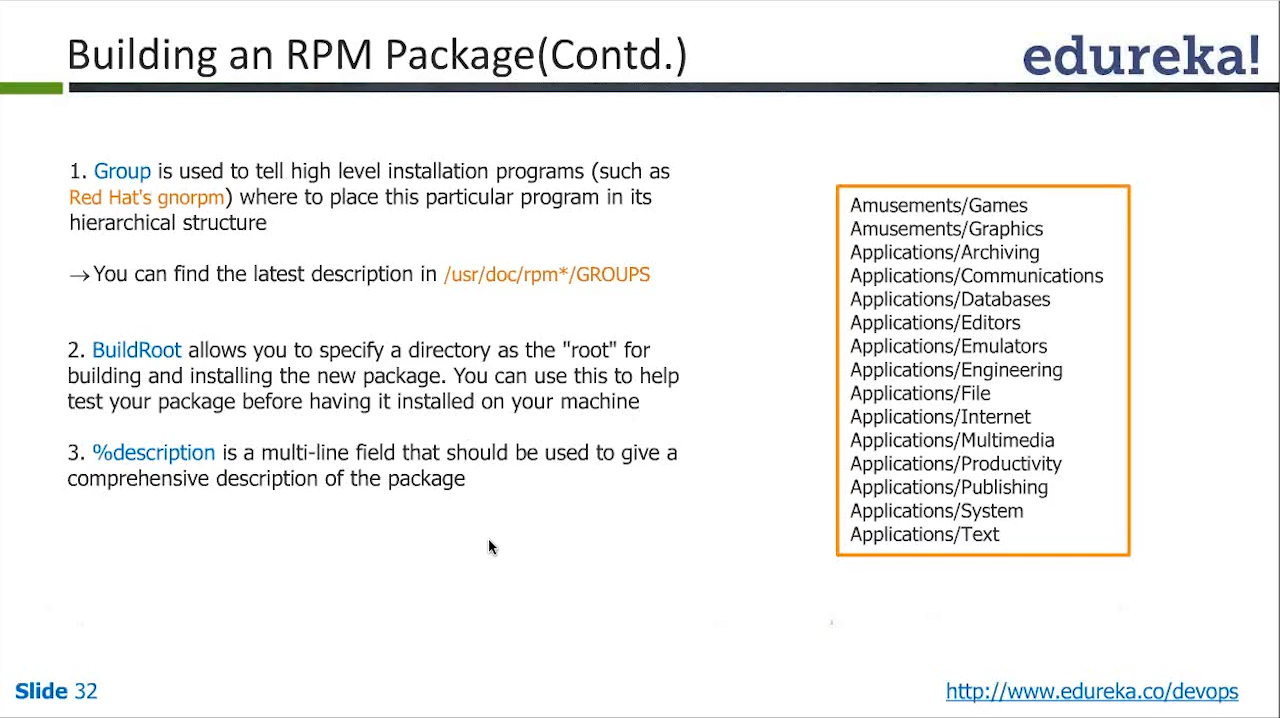 Building an RPM Package(Contd.)
edureka!
1. Group is used to tell high level installation programs (such as
Red Hat's gnorpm) where to place this particular program in its
hierarchical structure
→You can find the latest description in /usr/doc/rpm*/GROUPS
2. BuildRoot allows you to specify a directory as the "root" for
building and installing the new package. You can use this to help
test your package before having it installed on your machine
3. %description is a multi-line field that should be used to give a
comprehensive description of the package
Amusements/Games
Amusements/Graphics
Applications/Archiving
Applications/Communications
Applications/Databases
Applications/Editors
Applications/Emulators
Applications/Engineering
Applications/File
Applications/Internet
Applications/Multimedia
Applications/Productivity
Applications/Publishing
Applications/System
Applications/Text
Slide 32
http://www.edureka.co/devops